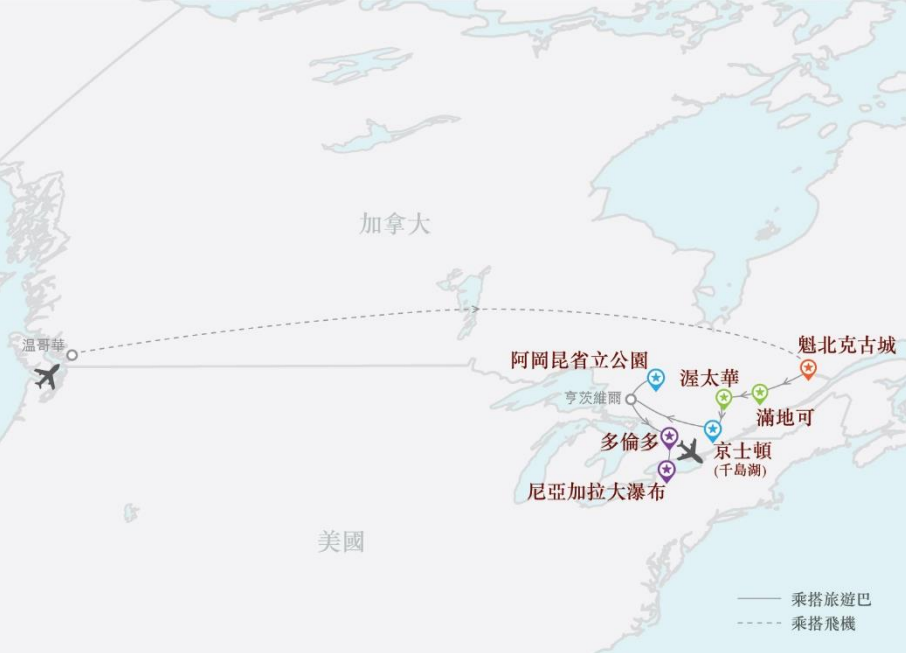 加拿大
温哥華
魁北克古城
阿岡昆省立公園
渥太華
亨茨維爾
滿地可
多倫多
京士頓
(千島湖)
尼亞加拉大瀑布
美國
乘搭旅遊巴
乘搭飛機